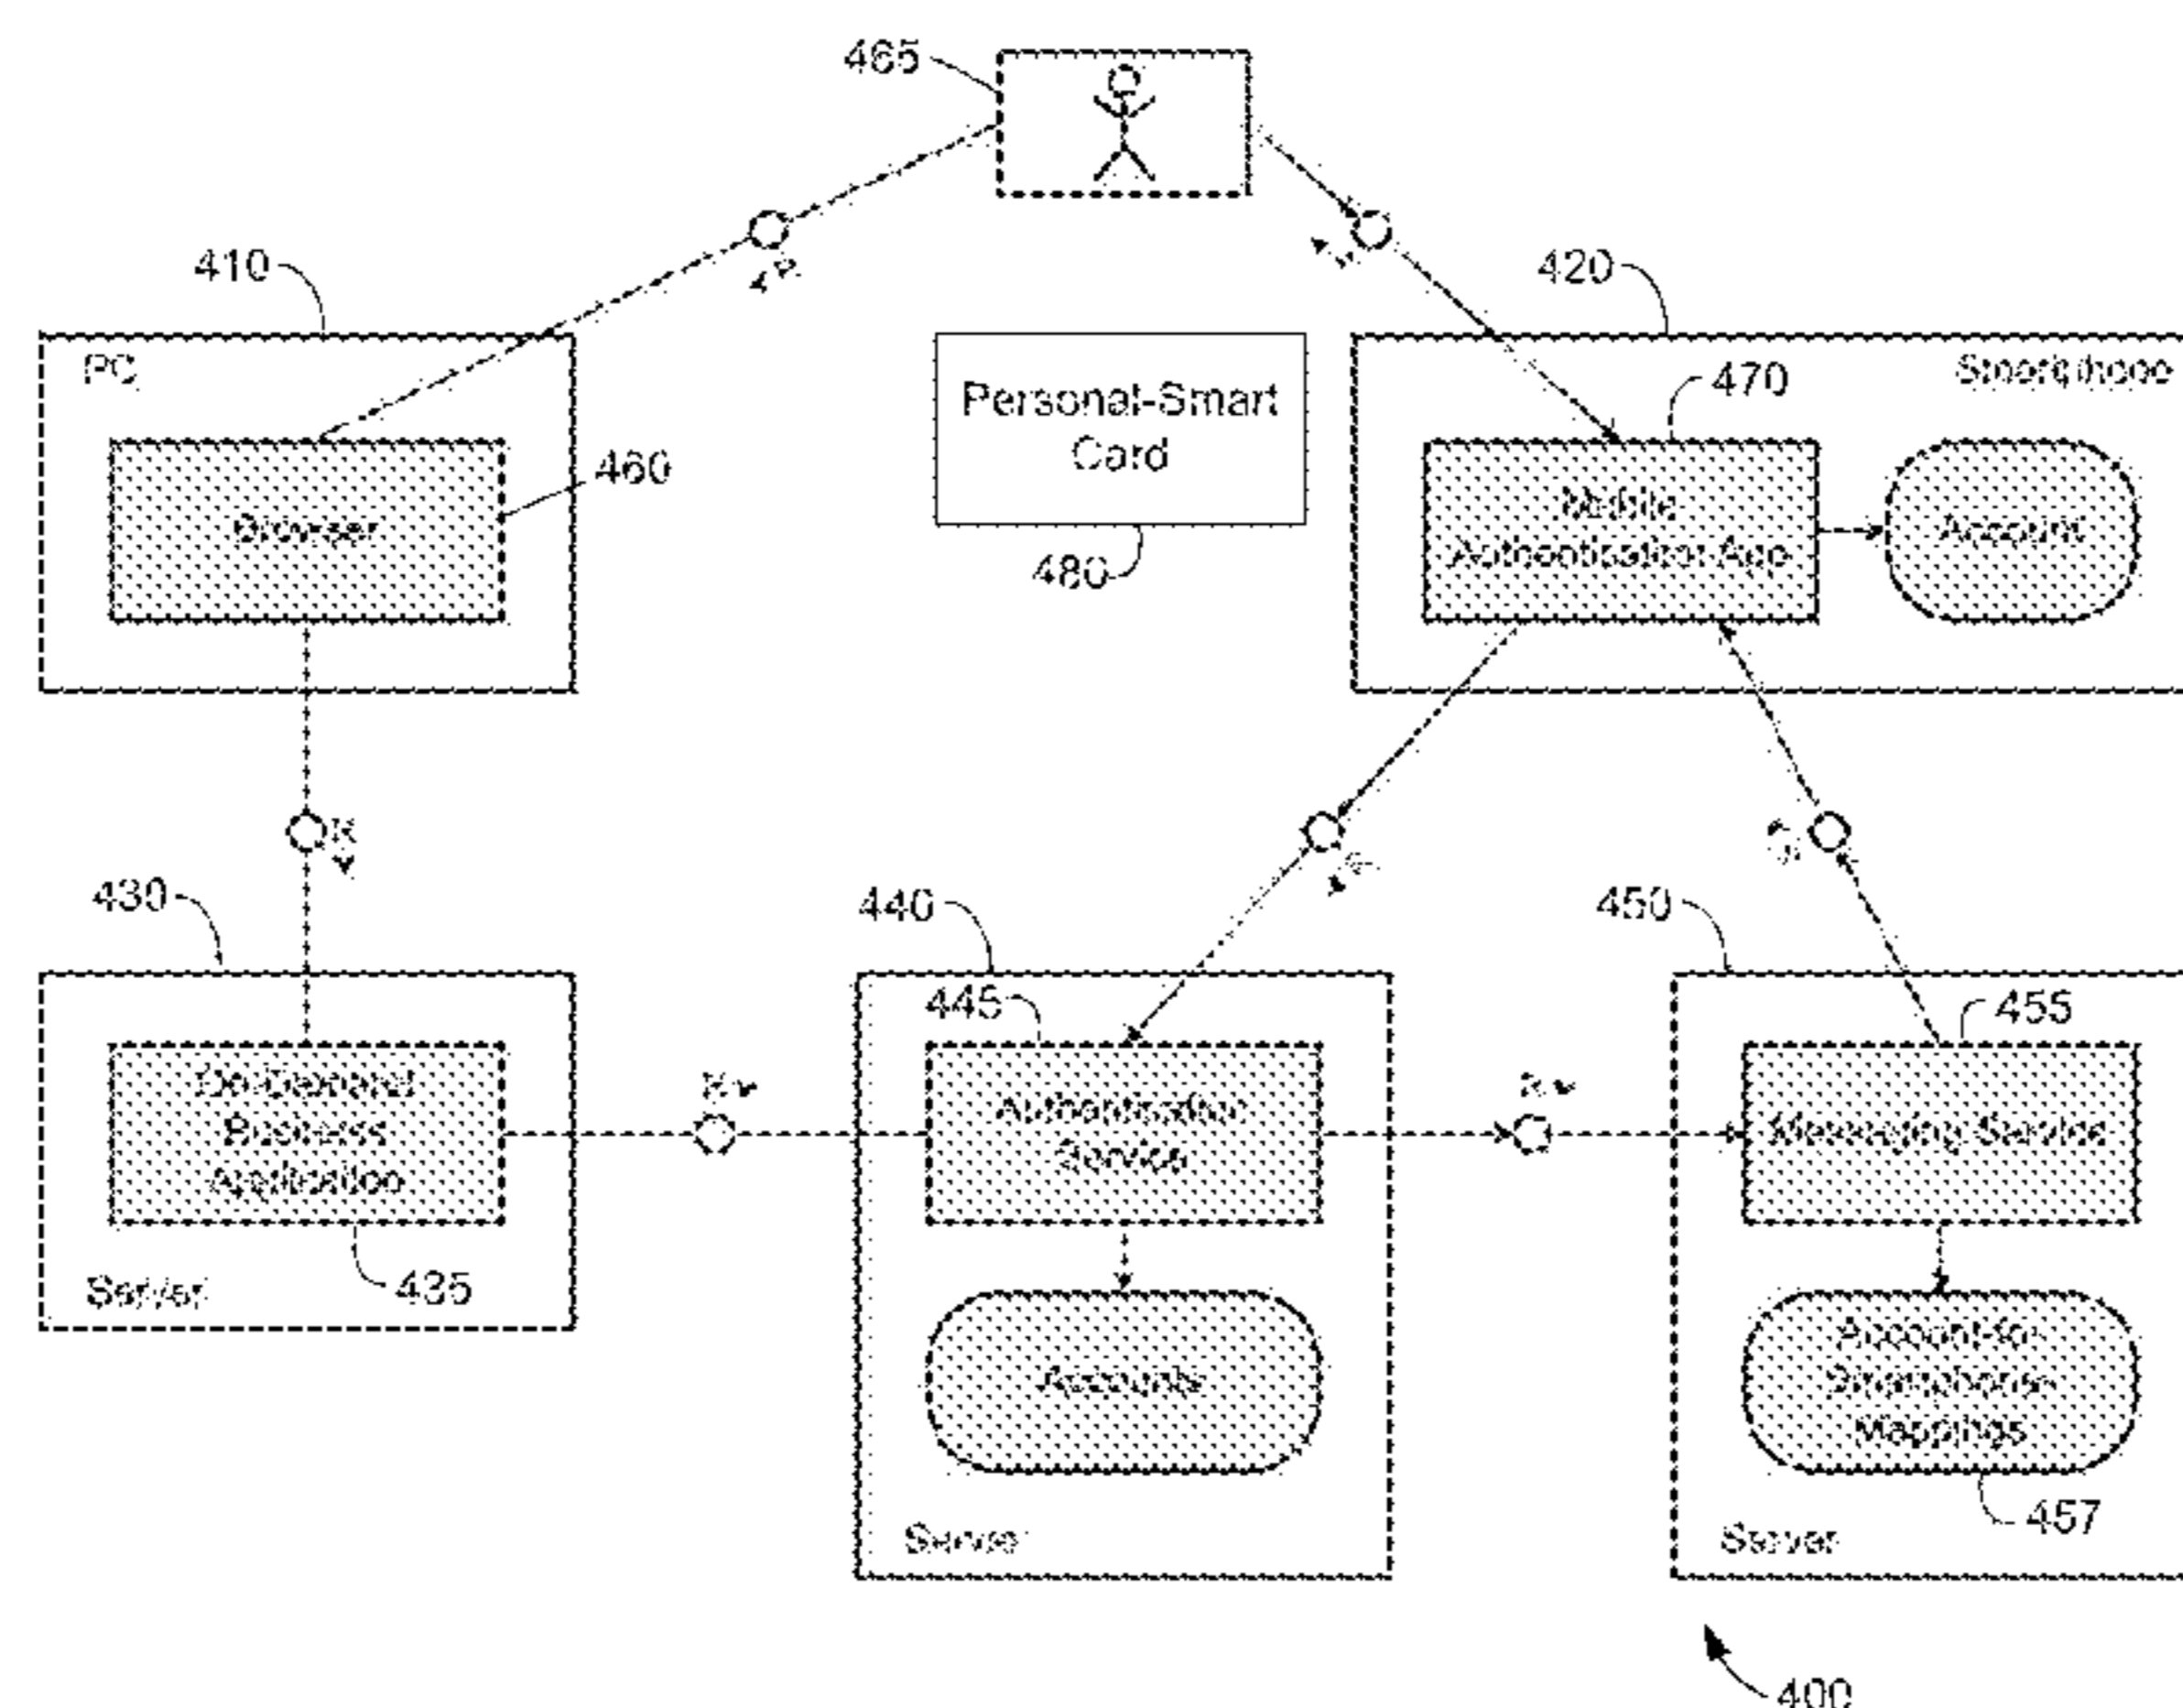 465
410
420
PC
Smartphone
470
Personal-Smart
Card
460
Browser
Mobile
Authentication App
Account
480
R
R
430
440
450
445
455
On-Demand
Business
Application
Authentication
Service
Messaging Service
435
Server
Accounts
Account-to-
Smartphone
Mappings
457
Server
Server
400